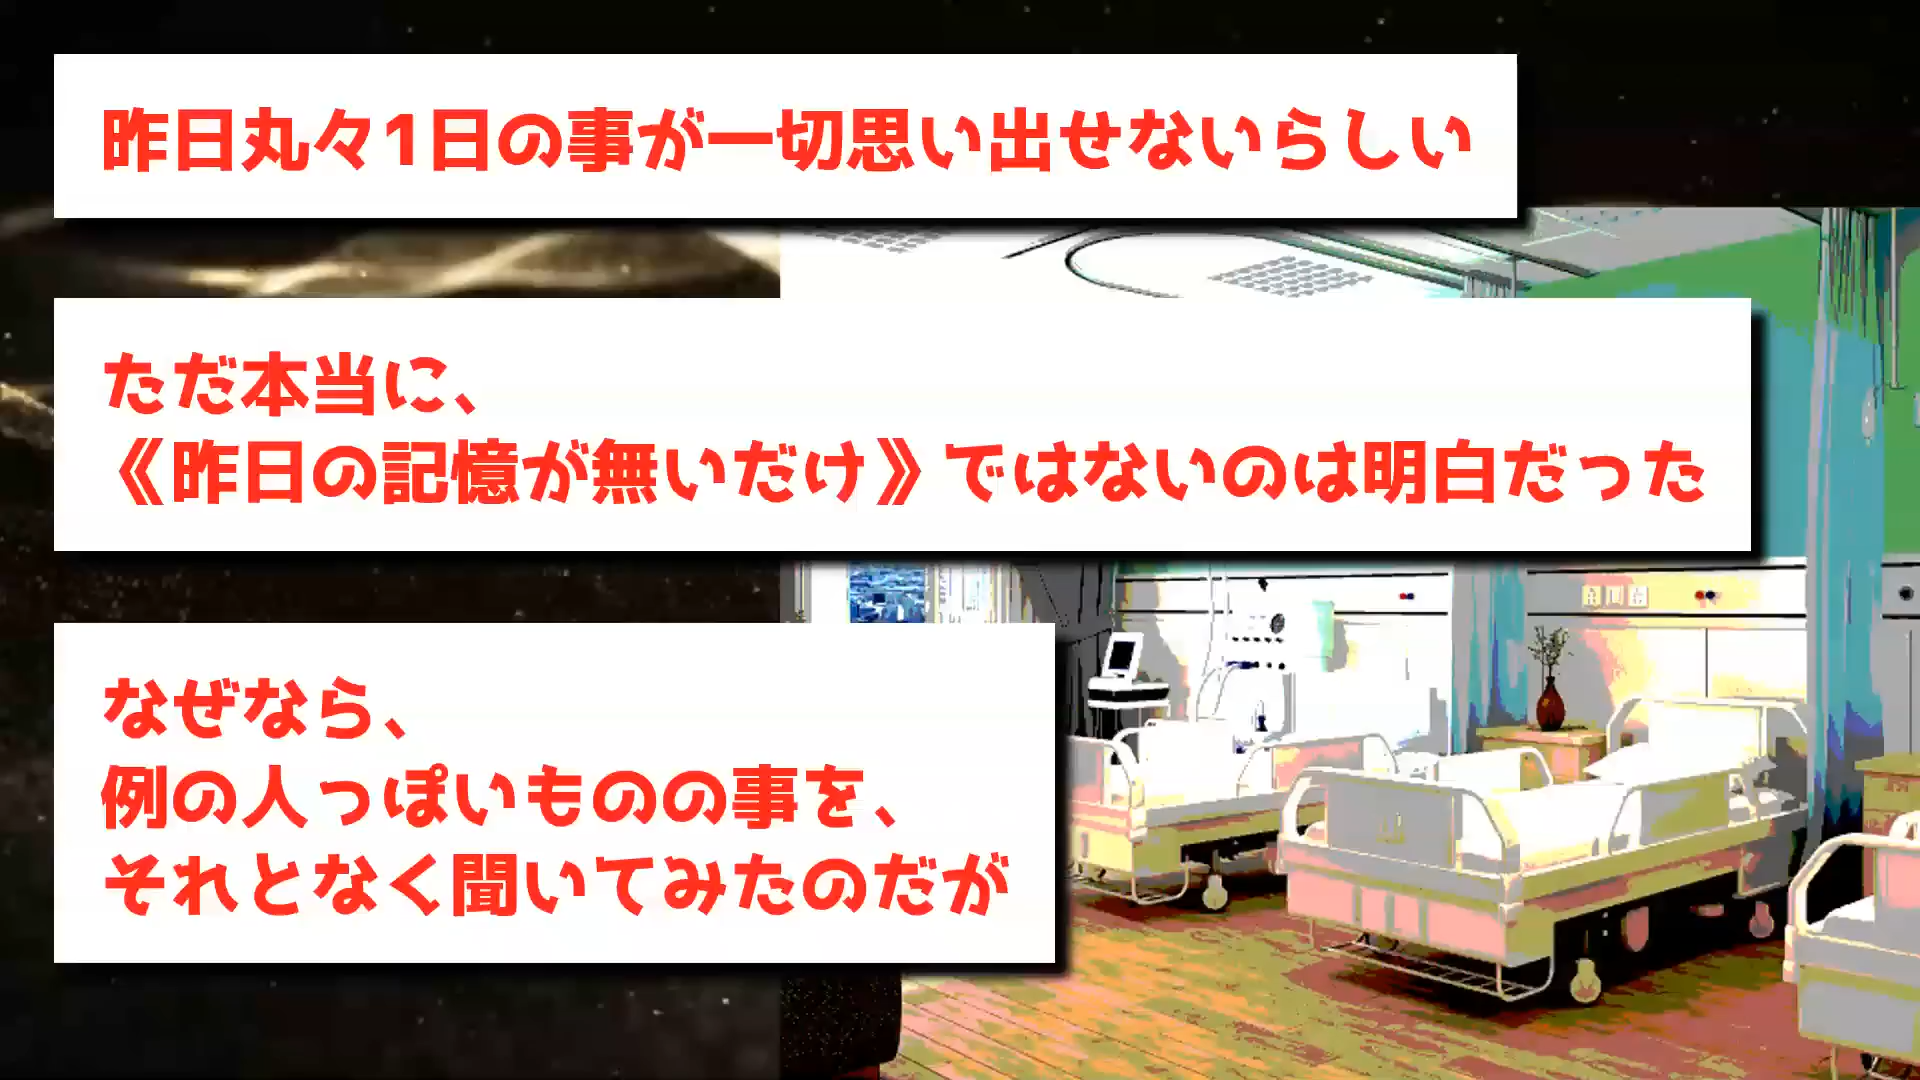 昨日丸々1日の事が一切思い出せないらしい
ただ本当に、
《昨日の記憶が無いだけ》ではないのは明白だった
なぜなら、
例の人っぽいものの事を、
それとなく聞いてみたのだが